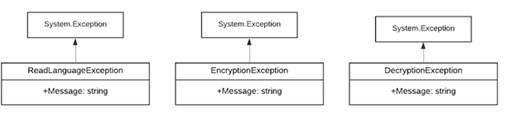 System.Exception
System.Exception
System.Exception
ReadLanguageException
EncryptionException
DecryptionException
+Message: string
+Message: string
+Message: string